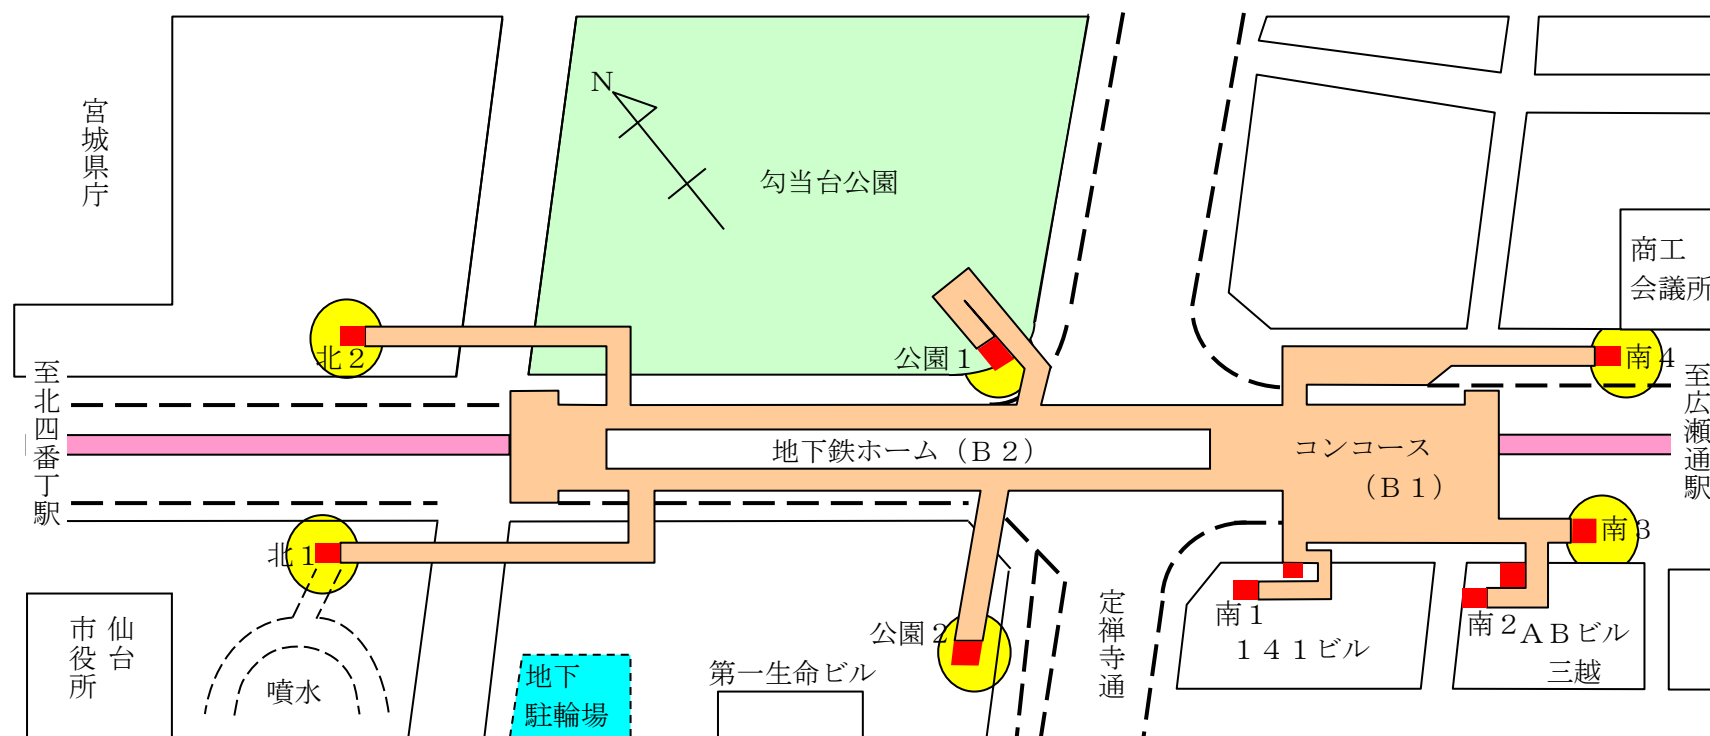 宮城県庁
N
勾当台公園
商工
会議所
北２
公園１
南４
至北四番丁駅
至広瀬通駅
地下鉄ホーム（Ｂ２）
コンコース
（Ｂ１）
北１
南３
南１
南２
定禅寺通
公園２
１４１ビル
ＡＢビル
三越
仙台
市役所
噴水
地下
駐輪場
第一生命ビル